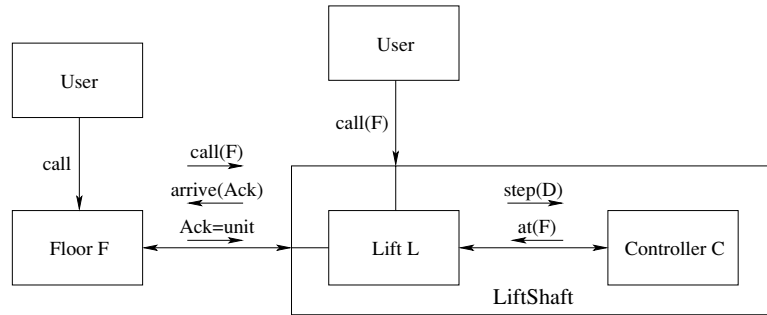 User
User
call
call(F)
call(F)
arrive(Ack)
Ack=unit
step(D)
at(F)
Floor F
Lift L
Controller C
LiftShaft